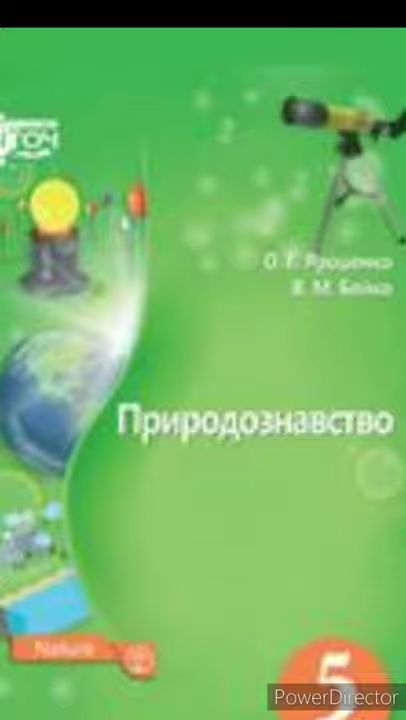 О. Г. Ярошенко
В. М. Бойко
Природознавство
Nature
5
PowerDirector